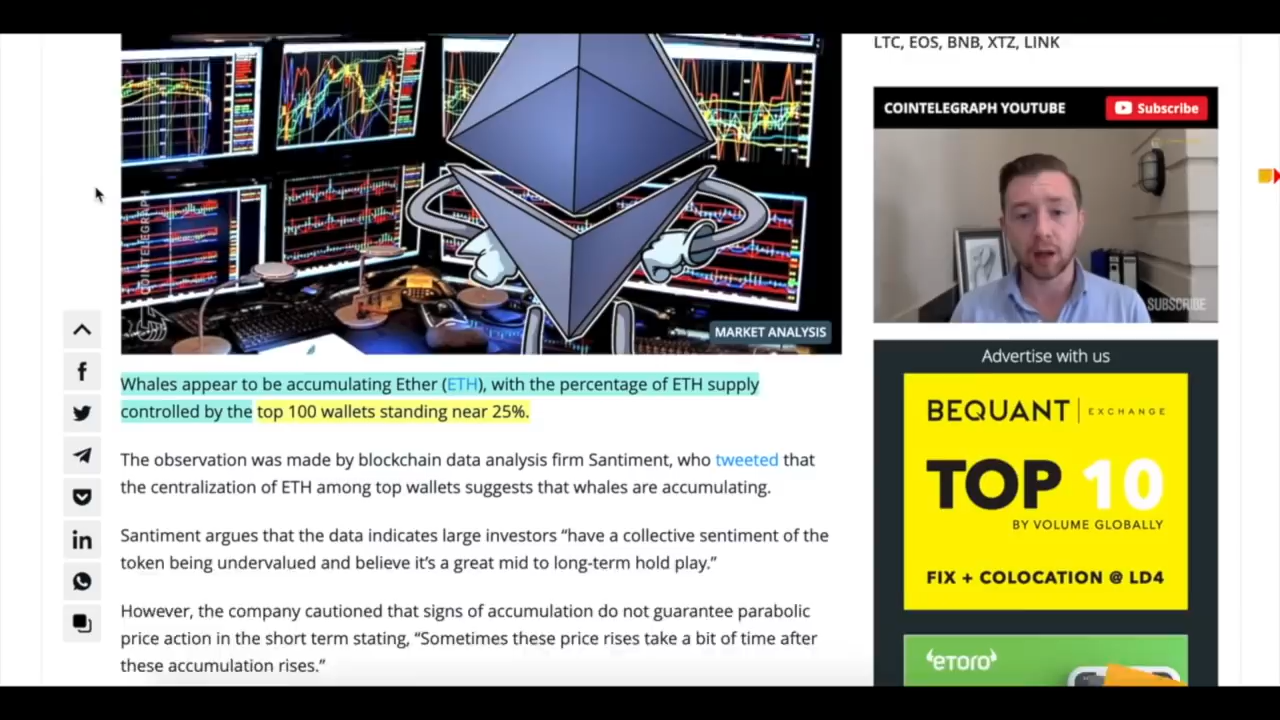 LTC, EOS, BNB, XTZ, LINK
COINTELEGRAPH YOUTUBE
Subscribe
SUBSCRIBE
COINTELEGRAPH
MARKET ANALYSIS
Whales appear to be accumulating Ether (ETH), with the percentage of ETH supply
controlled by the top 100 wallets standing near 25%.
The observation was made by blockchain data analysis firm Santiment, who tweeted that
the centralization of ETH among top wallets suggests that whales are accumulating.
Santiment argues that the data indicates large investors “have a collective sentiment of the
token being undervalued and believe it’s a great mid to long-term hold play.”
However, the company cautioned that signs of accumulation do not guarantee parabolic
price action in the short term stating, “Sometimes these price rises take a bit of time after
these accumulation rises.”
Advertise with us
BEQUANT | EXCHANGE
TOP 10
BY VOLUME GLOBALLY
FIX + COLOCATION @ LD4
eTORO